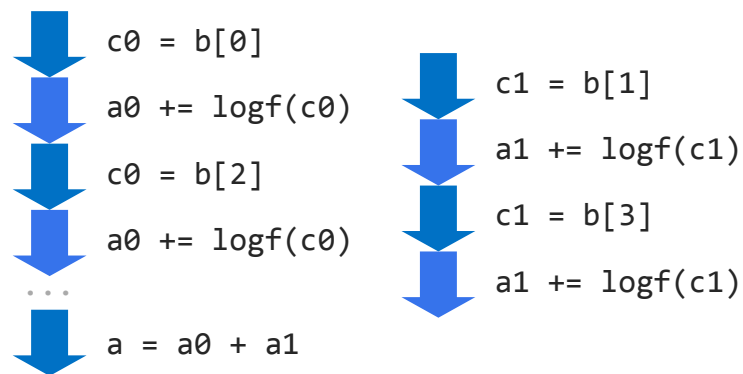 c0 = b[0]
a0 += logf(c0)
c0 = b[2]
a0 += logf(c0)
...
a = a0 + a1
c1 = b[1]
a1 += logf(c1)
c1 = b[3]
a1 += logf(c1)